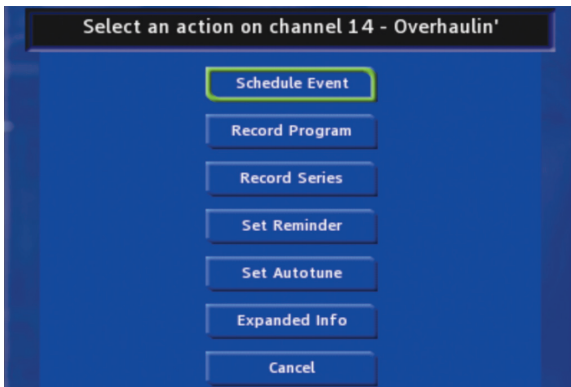 Select an action on channel 14 - Overhaulin'
Schedule Event
Record Program
Record Series
Set Reminder
Set Autotune
Expanded Info
Cancel